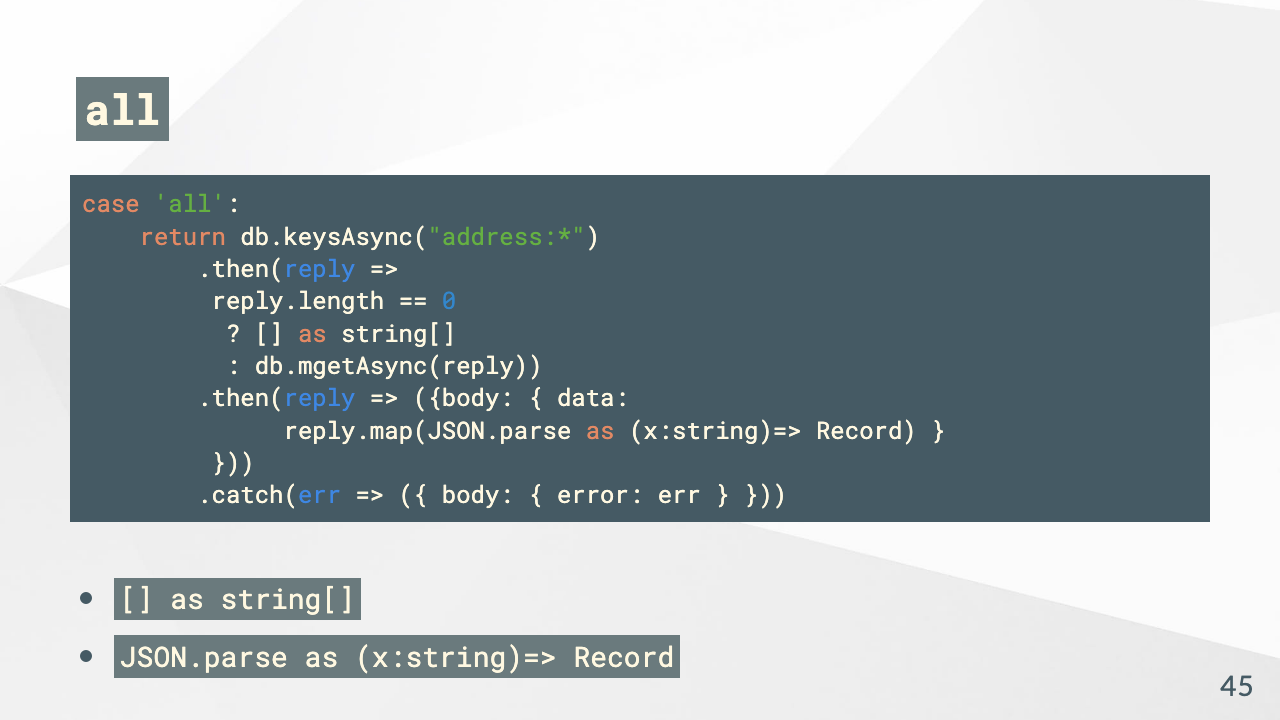 all
case 'all':
    return db.keysAsync("address:*")
        .then(reply =>
         reply.length == 0
          ? [] as string[]
          : db.mgetAsync(reply))
        .then(reply => ({body: { data:
              reply.map(JSON.parse as (x:string)=> Record) }
         }))
        .catch(err => ({ body: { error: err } }))
• [] as string[]
• JSON.parse as (x:string)=> Record
45